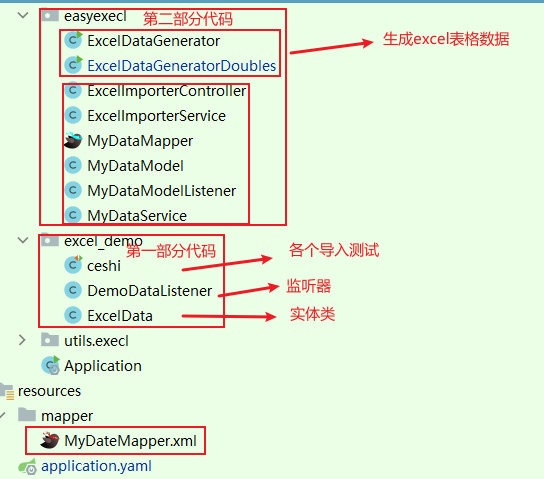 easyexecl 第二部分代码
ExcelDataGenerator
生成excel表格数据
ExcelDataGeneratorDoubles
ExcelImporterController
ExcelImporterService
MyDataMapper
MyDataModel
MyDataModelListener
MyDataService
excel_demo
第一部分代码
ceshi
各个导入测试
DemoDataListener
监听器
ExcelData
实体类
utils.execl
Application
resources
mapper
MyDateMapper.xml
application.yaml